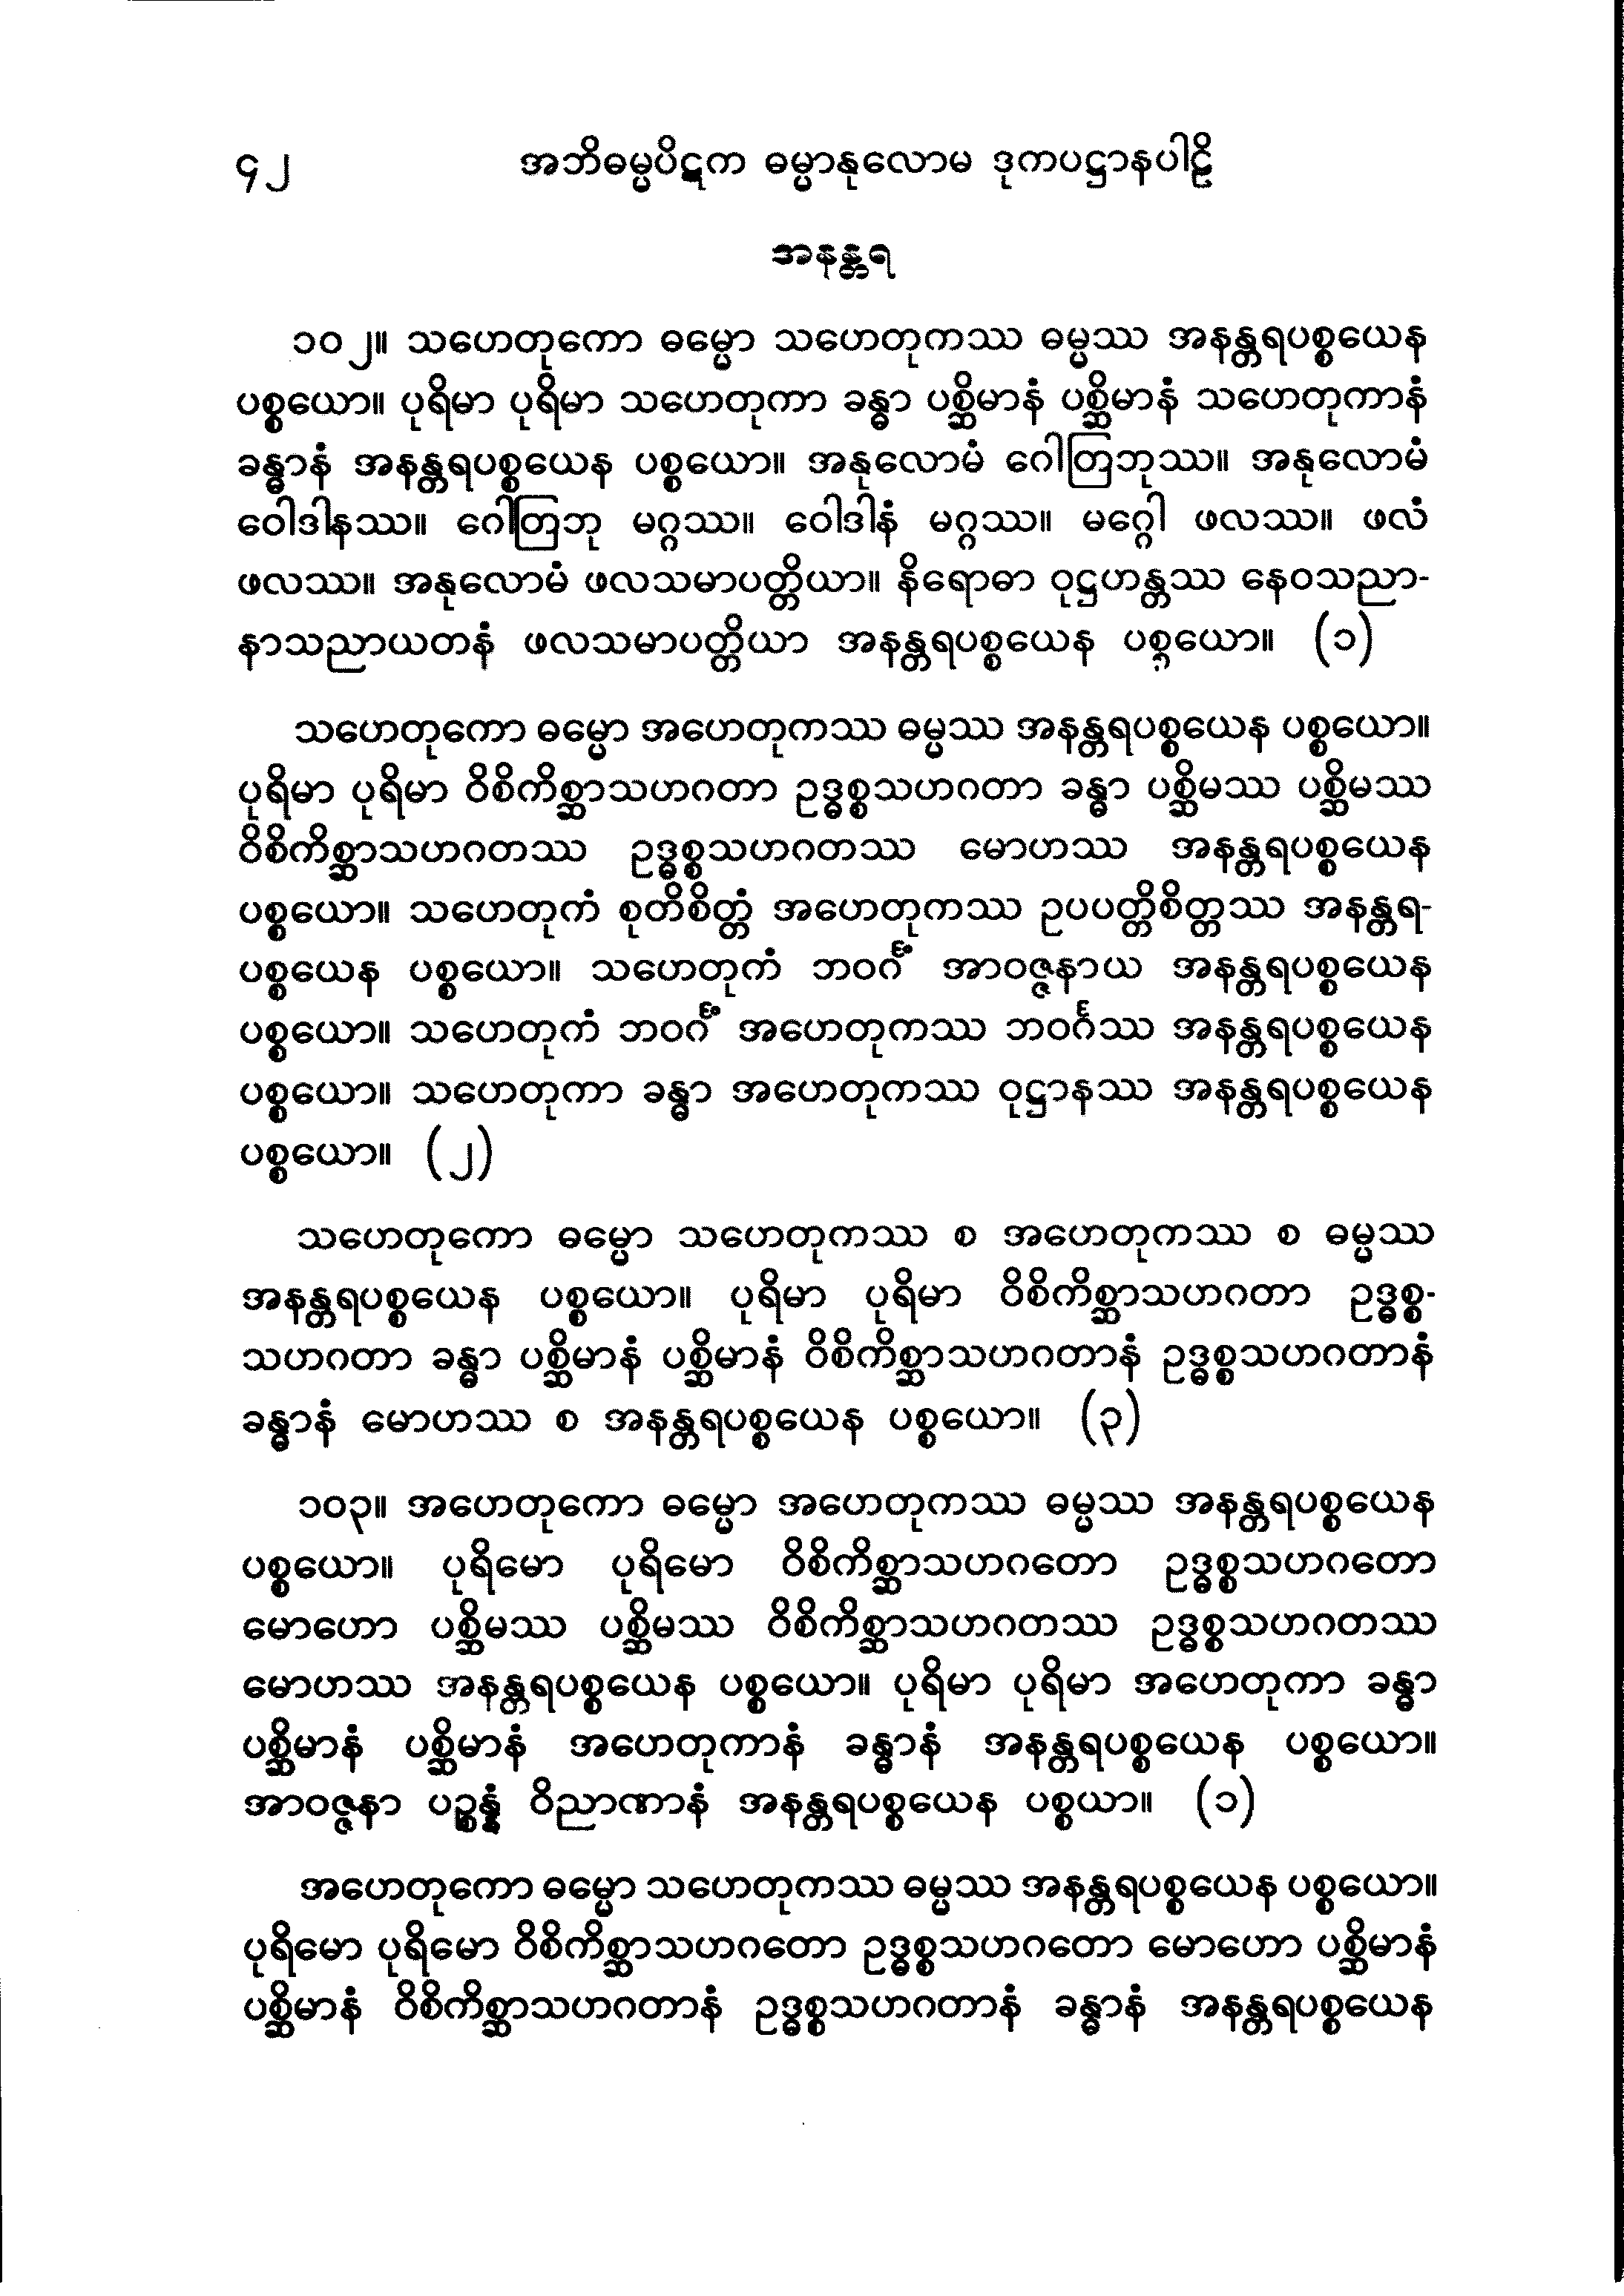 ၄၂ အဘိဓမ္မပိဋက ဓမ္မာနုလောမ ဒုကပဋ္ဌာနပါဠိ
အနန္တရ
၁၀၂။ သဟေတုကော ဓမ္မော သဟေတုကဿ ဓမ္မဿ အနန္တရပစ္စယေန
ပစ္စယော။ ပုရိမာ ပုရိမာ သဟေတုကာ ခန္ဓာ ပစ္ဆိမာနံ ပစ္ဆိမာနံ သဟေတုကာနံ
ခန္ဓာနံ အနန္တရပစ္စယေန ပစ္စယော။ အနုလောမံ ဂေါတြဘုဿ။ အနုလောမံ
ဝေါဒါနဿ။ ဂေါတြဘု မဂ္ဂဿ။ ဝေါဒါနံ မဂ္ဂဿ။ မဂ္ဂေါ ဖလဿ။ ဖလံ
ဖလဿ။ အနုလောမံ ဖလသမာပတ္တိယာ။ နိရောဓာ ဝုဋ္ဌဟန္တဿ နေဝသညာ-
နာသညာယတနံ ဖလသမာပတ္တိယာ အနန္တရပစ္စယေန ပစ္စယော။ (၁)
သဟေတုကော ဓမ္မော အဟေတုကဿ ဓမ္မဿ အနန္တရပစ္စယေန ပစ္စယော။
ပုရိမာ ပုရိမာ ဝိစိကိစ္ဆာသဟဂတာ ဥဒ္ဓစ္စသဟဂတာ ခန္ဓာ ပစ္ဆိမဿ ပစ္ဆိမဿ
ဝိစိကိစ္ဆာသဟဂတဿ ဥဒ္ဓစ္စသဟဂတဿ မောဟဿ အနန္တရပစ္စယေန
ပစ္စယော။ သဟေတုကံ စုတိစိတ္တံ အဟေတုကဿ ဥပပတ္တိစိတ္တဿ အနန္တရ-
ပစ္စယေန ပစ္စယော။ သဟေတုကံ ဘဝင်္ဂံ အာဝဇ္ဇနာယ အနန္တရပစ္စယေန
ပစ္စယော။ သဟေတုကံ ဘဝင်္ဂံ အဟေတုကဿ ဘဝင်္ဂဿ အနန္တရပစ္စယေန
ပစ္စယော။ သဟေတုကာ ခန္ဓာ အဟေတုကဿ ဝုဋ္ဌာနဿ အနန္တရပစ္စယေန
ပစ္စယော။ (၂)
သဟေတုကော ဓမ္မော သဟေတုကဿ စ အဟေတုကဿ စ ဓမ္မဿ
အနန္တရပစ္စယေန ပစ္စယော။ ပုရိမာ ပုရိမာ ဝိစိကိစ္ဆာသဟဂတာ ဥဒ္ဓစ္စ-
သဟဂတာ ခန္ဓာ ပစ္ဆိမာနံ ပစ္ဆိမာနံ ဝိစိကိစ္ဆာသဟဂတာနံ ဥဒ္ဓစ္စသဟဂတာနံ
ခန္ဓာနံ မောဟဿ စ အနန္တရပစ္စယေန ပစ္စယော။ (၃)
၁၀၃။ အဟေတုကော ဓမ္မော အဟေတုကဿ ဓမ္မဿ အနန္တရပစ္စယေန
ပစ္စယော။ ပုရိမော ပုရိမော ဝိစိကိစ္ဆာသဟဂတော ဥဒ္ဓစ္စသဟဂတော
မောဟော ပစ္ဆိမဿ ပစ္ဆိမဿ ဝိစိကိစ္ဆာသဟဂတဿ ဥဒ္ဓစ္စသဟဂတဿ
မောဟဿ အနန္တရပစ္စယေန ပစ္စယော။ ပုရိမာ ပုရိမာ အဟေတုကာ ခန္ဓာ
ပစ္ဆိမာနံ ပစ္ဆိမာနံ အဟေတုကာနံ ခန္ဓာနံ အနန္တရပစ္စယေန ပစ္စယော။
အာဝဇ္ဇနာ ပဉ္စန္နံ ဝိညာဏာနံ အနန္တရပစ္စယေန ပစ္စယာ။ (၁)
အဟေတုကော ဓမ္မော သဟေတုကဿ ဓမ္မဿ အနန္တရပစ္စယေန ပစ္စယော။
ပုရိမော ပုရိမော ဝိစိကိစ္ဆာသဟဂတော ဥဒ္ဓစ္စသဟဂတော မောဟော ပစ္ဆိမာနံ
ပစ္ဆိမာနံ ဝိစိကိစ္ဆာသဟဂတာနံ ဥဒ္ဓစ္စသဟဂတာနံ ခန္ဓာနံ အနန္တရပစ္စယေန